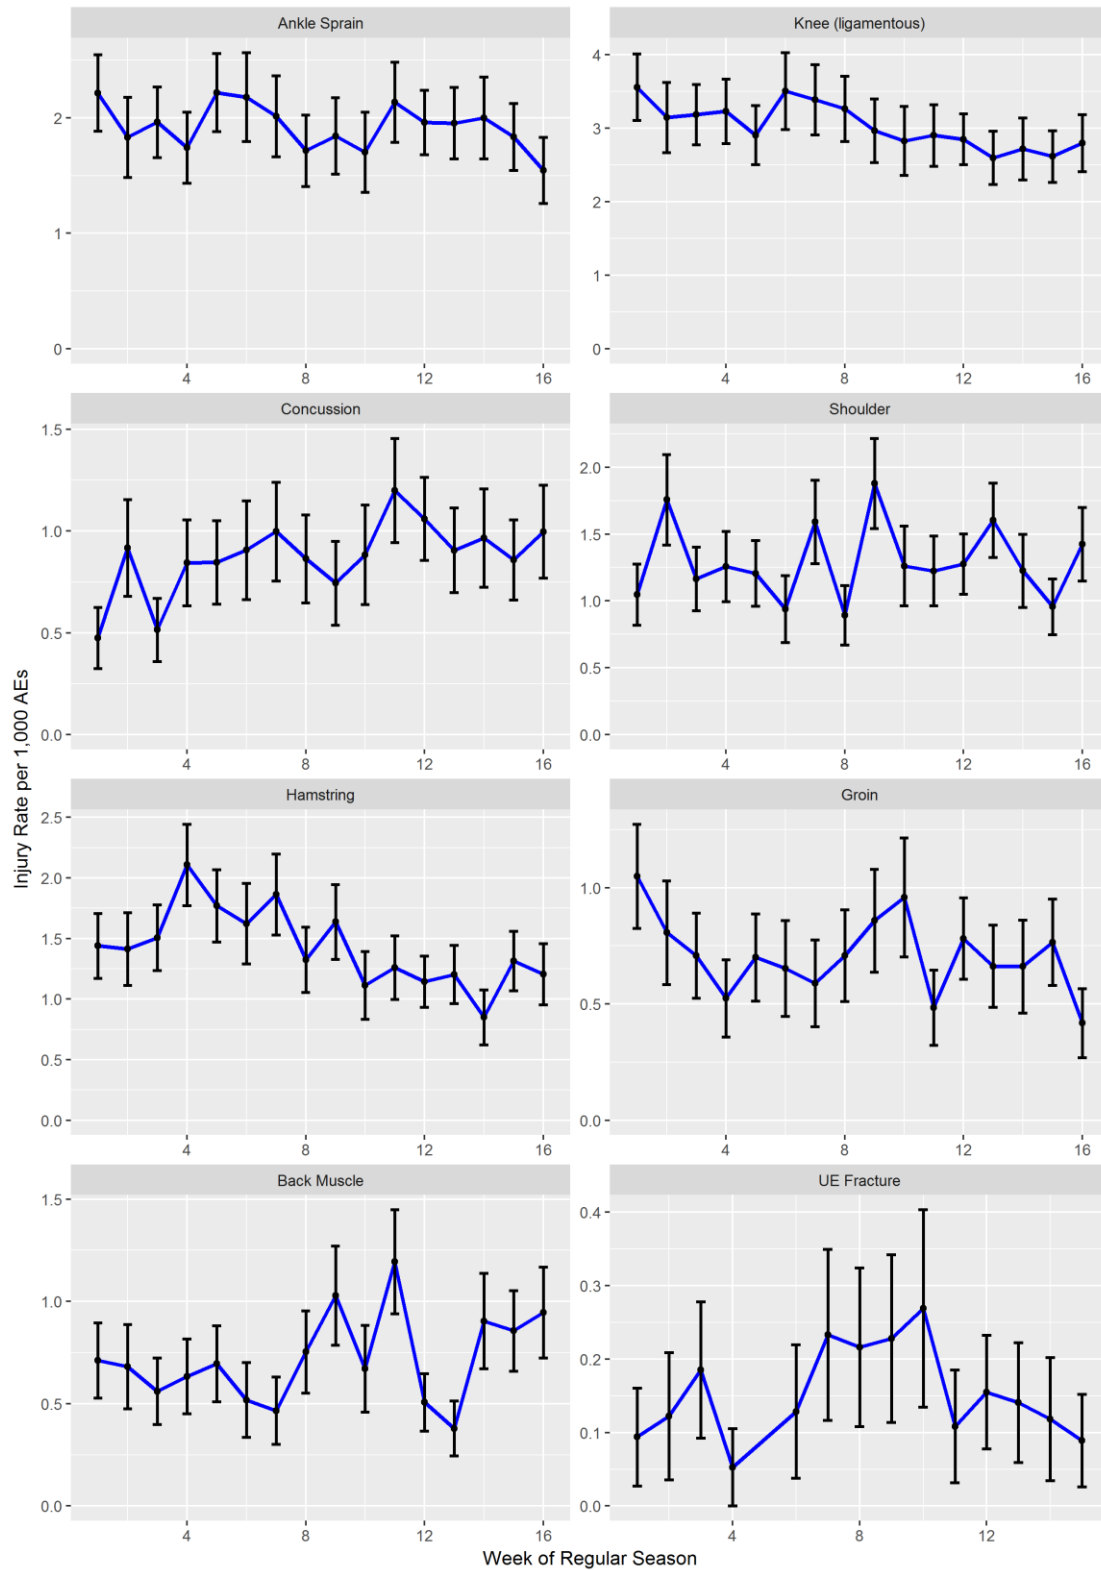 Ankle Sprain
Knee (ligamentous)
2
1
0
4
3
2
1
0
4 8 12 16
4 8 12 16
Concussion
Shoulder
1.5
1.0
0.5
0.0
2.0
1.5
1.0
0.5
0.0
4 8 12 16
4 8 12 16
Injury Rate per 1,000 AEs
Hamstring
Groin
2.5
2.0
1.5
1.0
0.5
0.0
1.0
0.5
0.0
4 8 12 16
4 8 12 16
Back Muscle
UE Fracture
1.5
1.0
0.5
0.0
0.4
0.3
0.2
0.1
0.0
4 8 12 16
4 8 12
Week of Regular Season